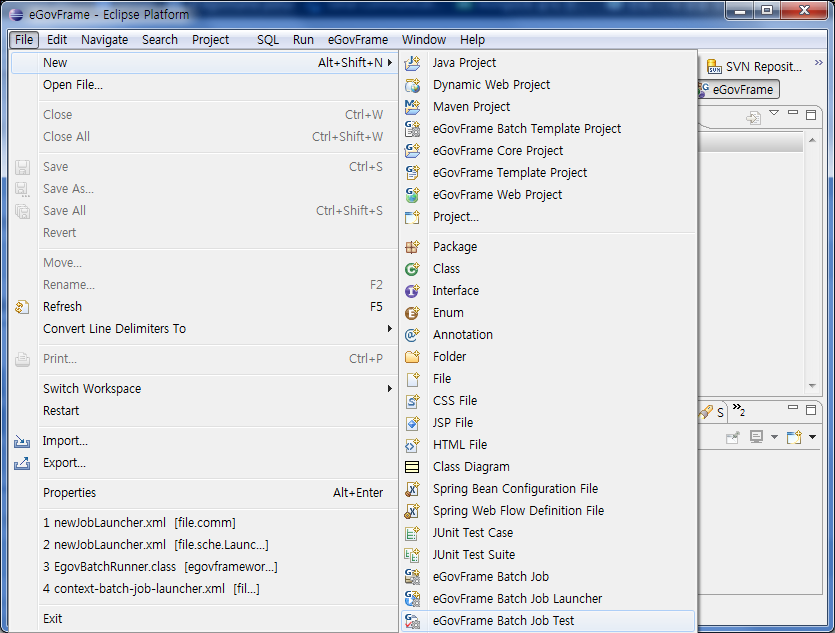 eGovFrame - Eclipse Platform
File Edit Navigate Search Project SQL Run eGovFrame Window Help
New Alt+Shift+N
Open File...
Close Ctrl+W
Close All Ctrl+Shift+W
Save Ctrl+S
Save As...
Save All Ctrl+Shift+S
Revert
Move...
Rename... F2
Refresh F5
Convert Line Delimiters To
Print... Ctrl+P
Switch Workspace
Restart
Import...
Export...
Properties Alt+Enter
1 newJobLauncher.xml [file.comm]
2 newJobLauncher.xml [file.sche.Launc...]
3 EgovBatchRunner.class [egovframewor...]
4 context-batch-job-launcher.xml [fil...]
Exit
Java Project
Dynamic Web Project
Maven Project
eGovFrame Batch Template Project
eGovFrame Core Project
eGovFrame Template Project
eGovFrame Web Project
Project...
Package
Class
Interface
Enum
Annotation
Folder
File
CSS File
JSP File
HTML File
Class Diagram
Spring Bean Configuration File
Spring Web Flow Definition File
JUnit Test Case
JUnit Test Suite
eGovFrame Batch Job
eGovFrame Batch Job Launcher
eGovFrame Batch Job Test
SVN Reposit... »
eGovFrame
S »2